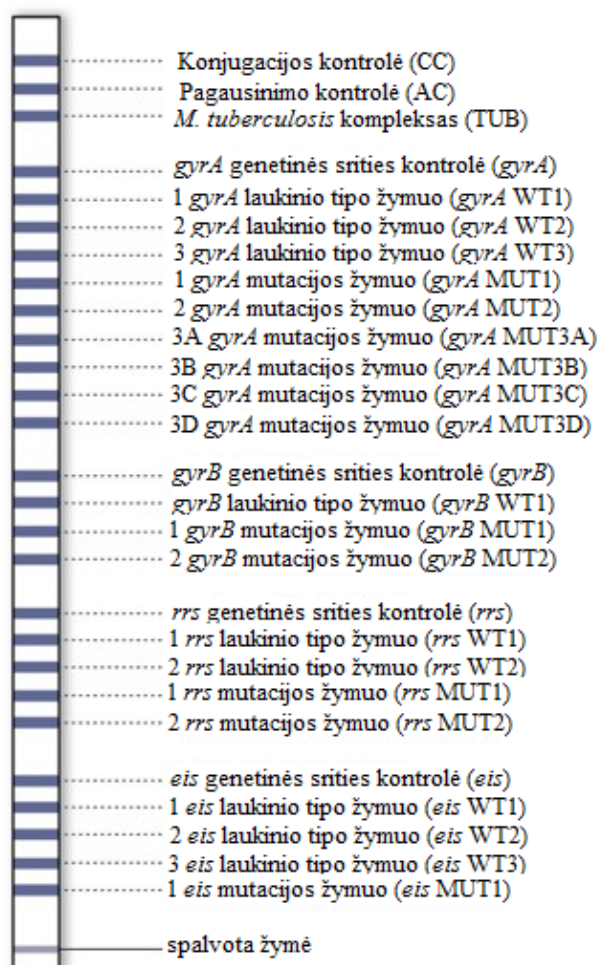 Konjugacijos kontrolė (CC)
Pagausinimo kontrolė (AC)
M. tuberculosis kompleksas (TUB)
gyrA genetinės srities kontrolė (gyrA)
1 gyrA laukinio tipo žymuo (gyrA WT1)
2 gyrA laukinio tipo žymuo (gyrA WT2)
3 gyrA laukinio tipo žymuo (gyrA WT3)
1 gyrA mutacijos žymuo (gyrA MUT1)
2 gyrA mutacijos žymuo (gyrA MUT2)
3A gyrA mutacijos žymuo (gyrA MUT3A)
3B gyrA mutacijos žymuo (gyrA MUT3B)
3C gyrA mutacijos žymuo (gyrA MUT3C)
3D gyrA mutacijos žymuo (gyrA MUT3D)
gyrB genetinės srities kontrolė (gyrB)
gyrB laukinio tipo žymuo (gyrB WT1)
1 gyrB mutacijos žymuo (gyrB MUT1)
2 gyrB mutacijos žymuo (gyrB MUT2)
rrs genetinės srities kontrolė (rrs)
1 rrs laukinio tipo žymuo (rrs WT1)
2 rrs laukinio tipo žymuo (rrs WT2)
1 rrs mutacijos žymuo (rrs MUT1)
2 rrs mutacijos žymuo (rrs MUT2)
eis genetinės srities kontrolė (eis)
1 eis laukinio tipo žymuo (eis WT1)
2 eis laukinio tipo žymuo (eis WT2)
3 eis laukinio tipo žymuo (eis WT3)
1 eis mutacijos žymuo (eis MUT1)
spalvota žymė